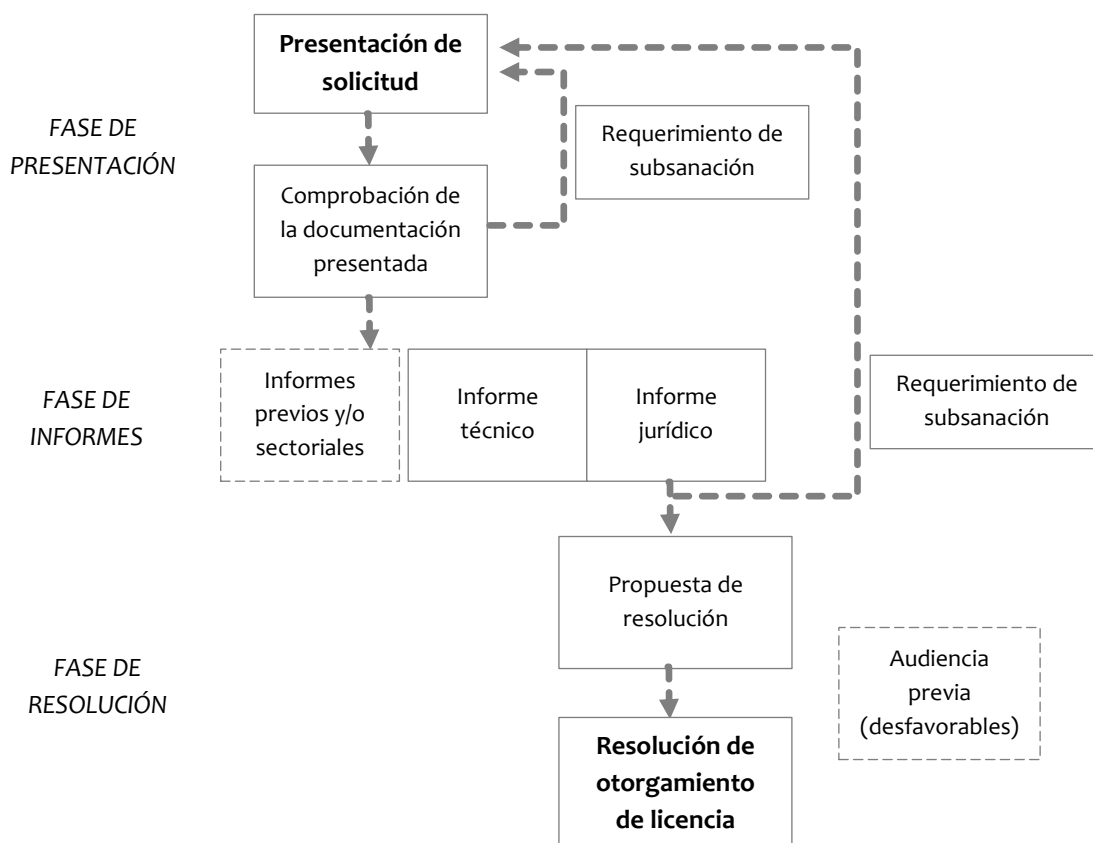 Presentación de
solicitud
FASE DE
PRESENTACIÓN
Requerimiento de
subsanación
Comprobación de
la documentación
presentada
FASE DE
INFORMES
Informes
previos y/o
sectoriales
Informe
técnico
Informe
jurídico
Requerimiento de
subsanación
Propuesta de
resolución
FASE DE
RESOLUCIÓN
Audiencia
previa
(desfavorables)
Resolución de
otorgamiento
de licencia